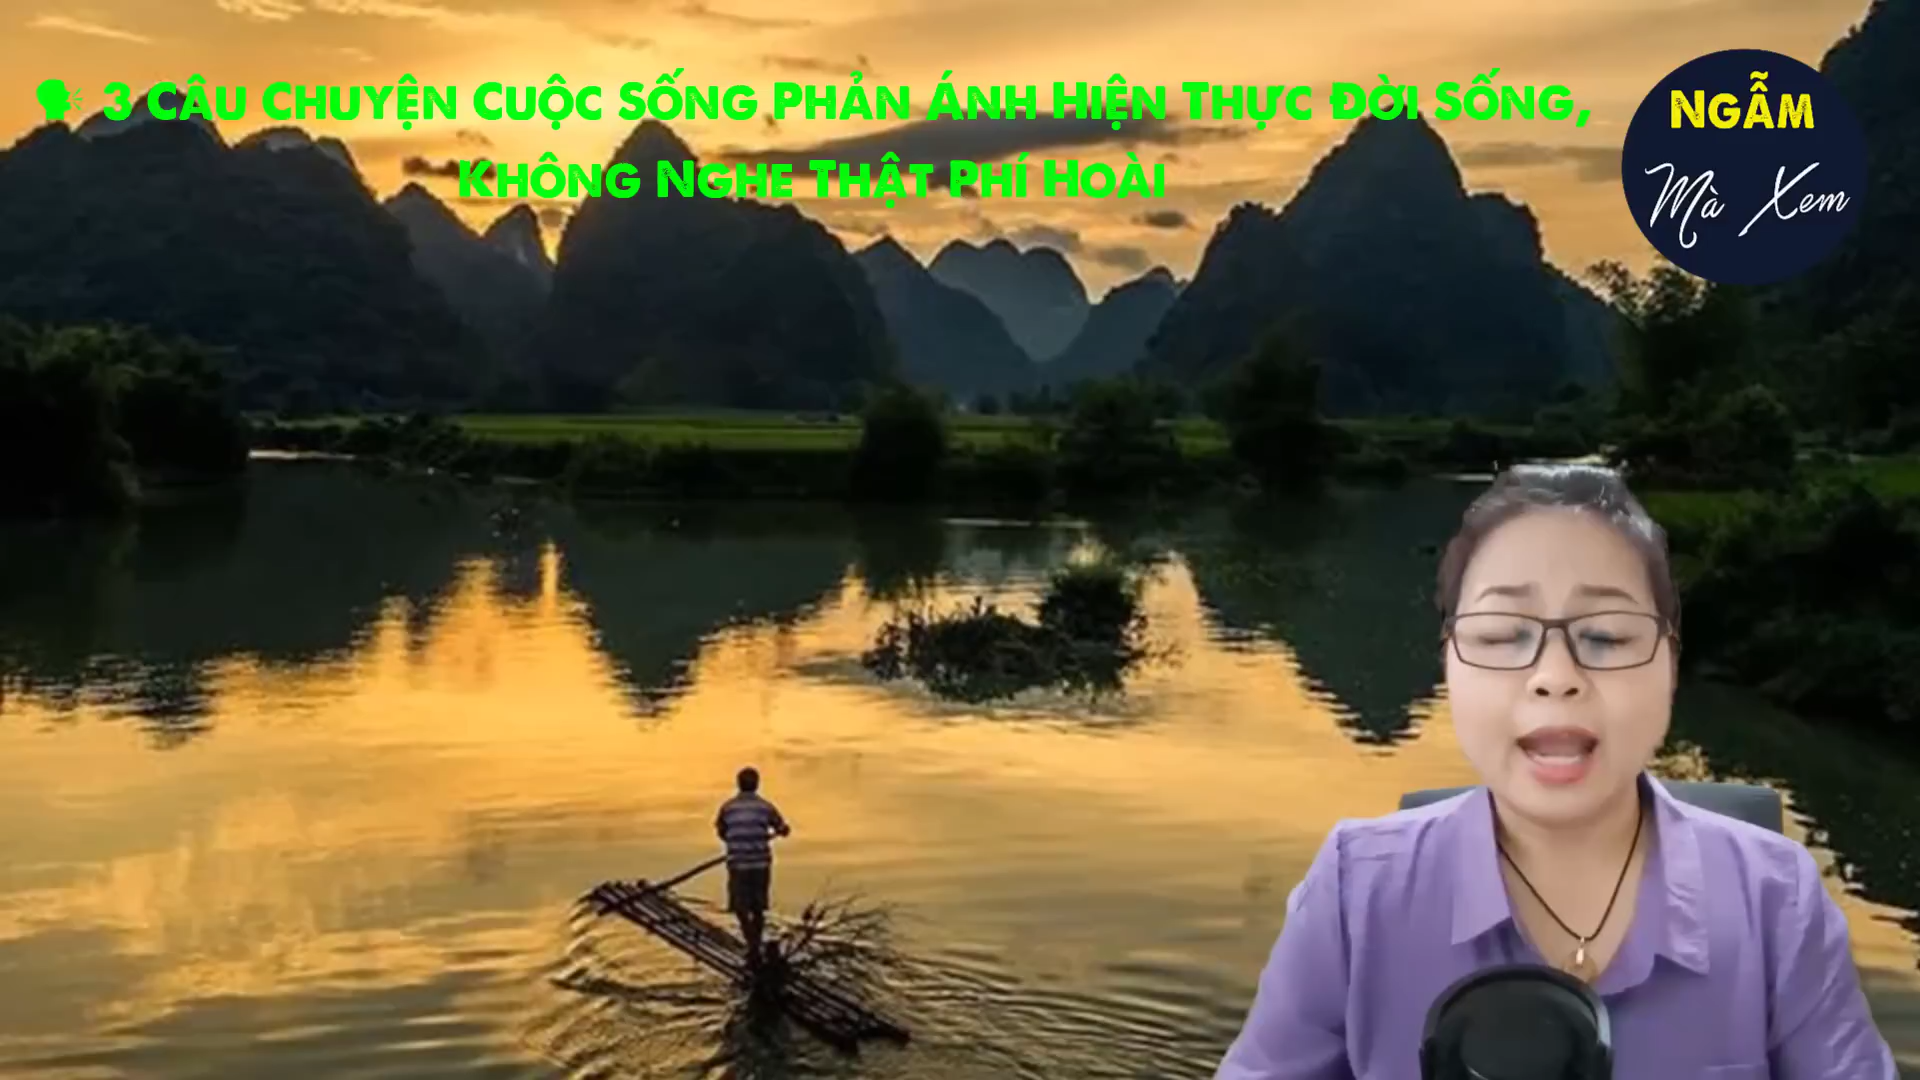 🗣 3 Câu Chuyện Cuộc Sống Phản Ánh Hiện Thực Đời Sống,
Không Nghe Thật Phí Hoài
NGẪM
Mà Xem